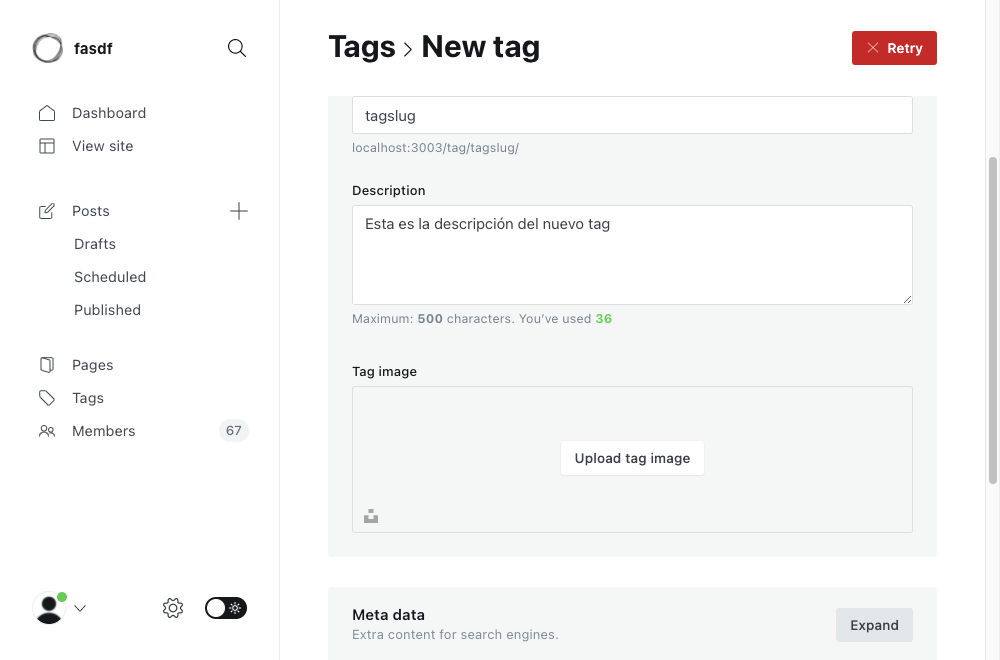 fasdf
Dashboard
View site
Posts
Drafts
Scheduled
Published
Pages
Tags
Members 67
Tags > New tag
Retry
tagslug
localhost:3003/tag/tagslug/
Description
Esta es la descripción del nuevo tag
Maximum: 500 characters. You've used 36
Tag image
Upload tag image
Meta data
Extra content for search engines.
Expand